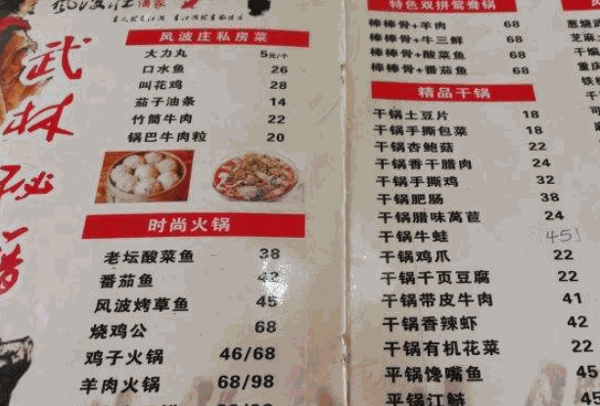 武林秘
风波庄私房菜
大力丸 5元/个
口水鱼 26
叫花鸡 28
茄子油条 14
竹筒牛肉 22
锅巴牛肉粒 20
时尚火锅
老坛酸菜鱼 38
番茄鱼 42
风波烤草鱼 45
烧鸡公 68
鸡子火锅 46/68
羊肉火锅 68/98
特色双拼鸳鸯锅
棒棒骨+羊肉 68
棒棒骨+牛三鲜 68
棒棒骨+酸菜鱼 68
棒棒骨+番茄鱼 68
精品干锅
干锅土豆片 18
干锅手撕包菜 18
干锅杏鲍菇 22
干锅香干腊肉 24
干锅手撕鸡 32
干锅肥肠 38
干锅腊味莴苣 24
干锅牛蛙 45
干锅鸡爪 22
干锅千页豆腐 22
干锅带皮牛肉 41
干锅香辣虾 42
干锅有机花菜 22
平锅馋嘴鱼 45
平锅江鲢 45